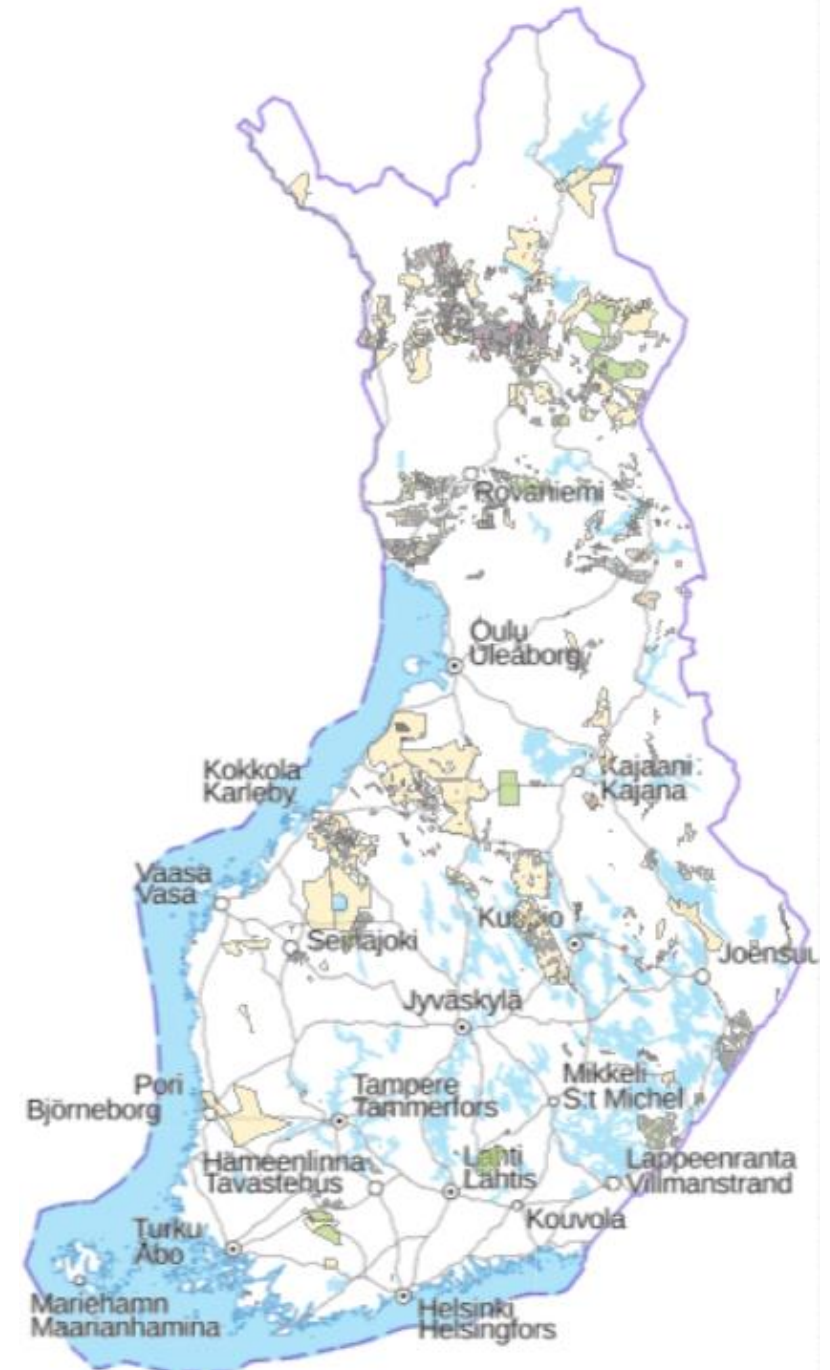 Rovaniemi
Oulu
Uleåborg
Kokkola
Karleby
Kajaani
Kajana
Vaasa
Vasa
Kuopio
Seinäjoki
Joensuu
Jyväskylä
Mikkeli
S:t Michel
Pori
Björneborg
Tampere
Tammerfors
Hämeenlinna
Tavastehus
Lahti
Lahtis
Lappeenranta
Villmanstrand
Kouvola
Turku
Åbo
Mariehamn
Maarianhamina
Helsinki
Helsingfors